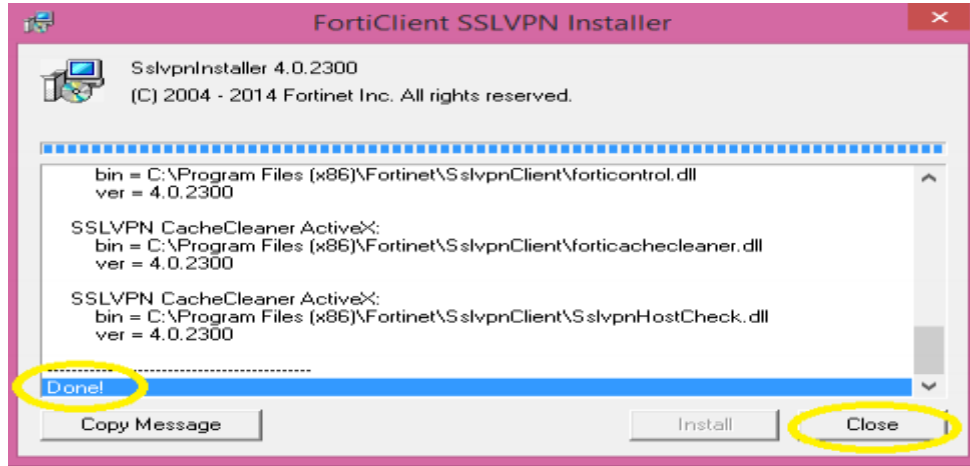 FortiClient SSLVPN Installer
SslvpnInstaller 4.0.2300
(C) 2004 - 2014 Fortinet Inc. All rights reserved.
bin = C:\Program Files (x86)\Fortinet\SslvpnClient\forticontrol.dll
ver = 4.0.2300
SSLVPN CacheCleaner ActiveX:
bin = C:\Program Files (x86)\Fortinet\SslvpnClient\forticachecleaner.dll
ver = 4.0.2300
SSLVPN CacheCleaner ActiveX:
bin = C:\Program Files (x86)\Fortinet\SslvpnClient\SslvpnHostCheck.dll
ver = 4.0.2300
Done!
Copy Message Install Close